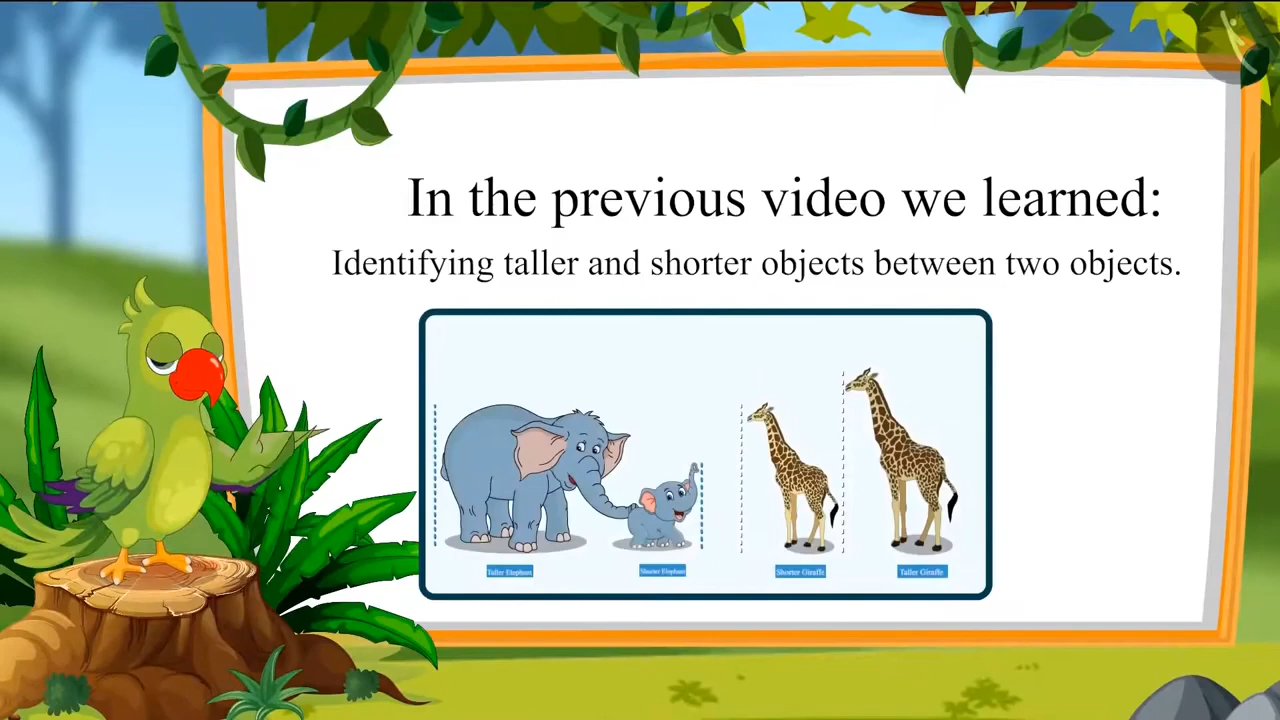 In the previous video we learned:
Identifying taller and shorter objects between two objects.
Taller Elephant
Shorter Elephant
Shorter Giraffe
Taller Giraffe